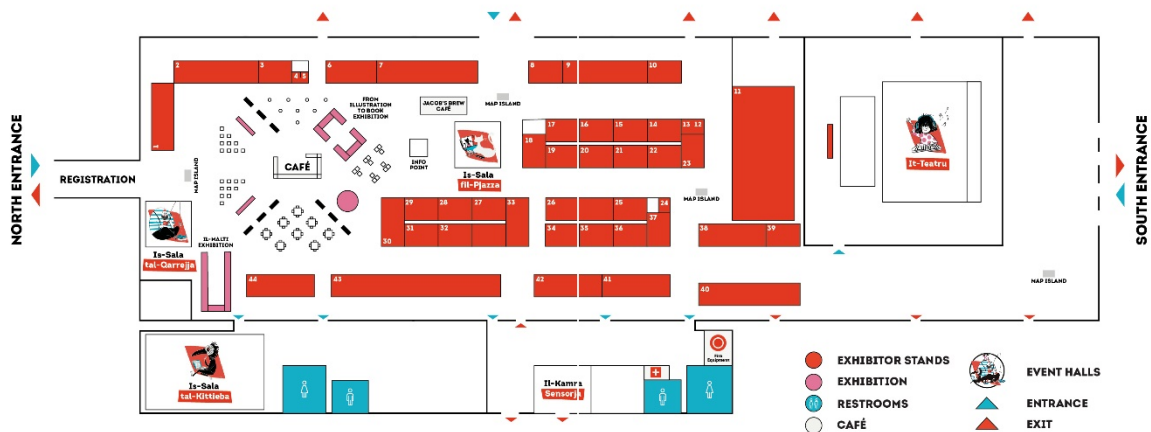 NORTH ENTRANCE
REGISTRATION
MAP ISLAND
1
2
3
4 5
6
7
8
9
10
11
FROM
ILLUSTRATION
TO BOOK
EXHIBITION
JACOB'S BREW
CAFÉ
MAP ISLAND
CAFÉ
INFO
POINT
Is-Sala
fil-Pjazza
17
16
15
14
13 12
18
19
20
21
22
23
It-Teatru
SOUTH ENTRANCE
Is-Sala
tal-Qarrejja
IL-MALTI
EXHIBITION
29
28
27
33
30
31
32
26
25
24
34
35
36
37
MAP ISLAND
38
39
40
MAP ISLAND
44
43
42
41
Is-Sala
tal-Kittieba
Il-Kamra
Sensorja
Fire
Equipment
EXHIBITOR STANDS
EXHIBITION
RESTROOMS
CAFÉ
EVENT HALLS
ENTRANCE
EXIT